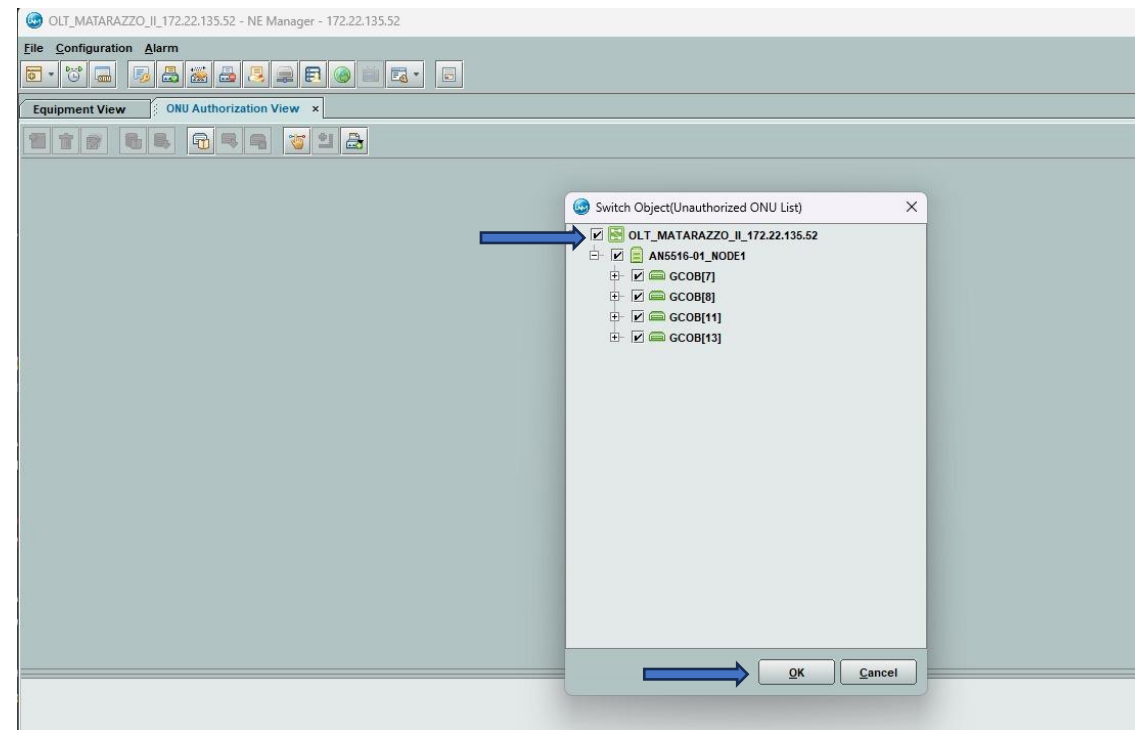 OLT_MATARAZZO_II_172.22.135.52 - NE Manager - 172.22.135.52
File Configuration Alarm
Equipment View ONU Authorization View x
Switch Object(Unauthorized ONU List)
OLT_MATARAZZO_II_172.22.135.52
AN5516-01_NODE1
GCOB[7]
GCOB[8]
GCOB[11]
GCOB[13]
OK Cancel